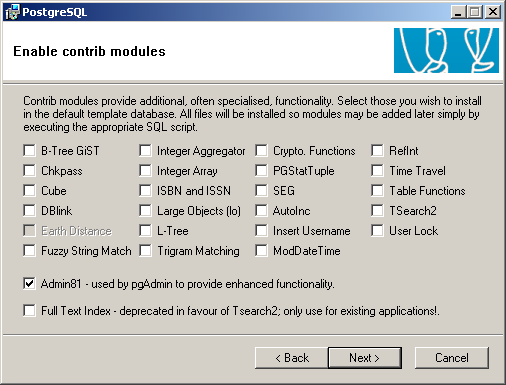 PostgreSQL
Enable contrib modules
Contrib modules provide additional, often specialised, functionality. Select those you wish to install
in the default template database. All files will be installed so modules may be added later simply by
executing the appropriate SQL script.
B-Tree GiST Integer Aggregator Crypto. Functions RefInt
Chkpass Integer Array PGStatTuple Time Travel
Cube ISBN and ISSN SEG Table Functions
DBlink Large Objects (lo) AutoInc TSearch2
Earth Distance L-Tree Insert Username User Lock
Fuzzy String Match Trigram Matching ModDateTime
Admin81 - used by pgAdmin to provide enhanced functionality.
Full Text Index - deprecated in favour of Tsearch2; only use for existing applications!.
< Back Next > Cancel